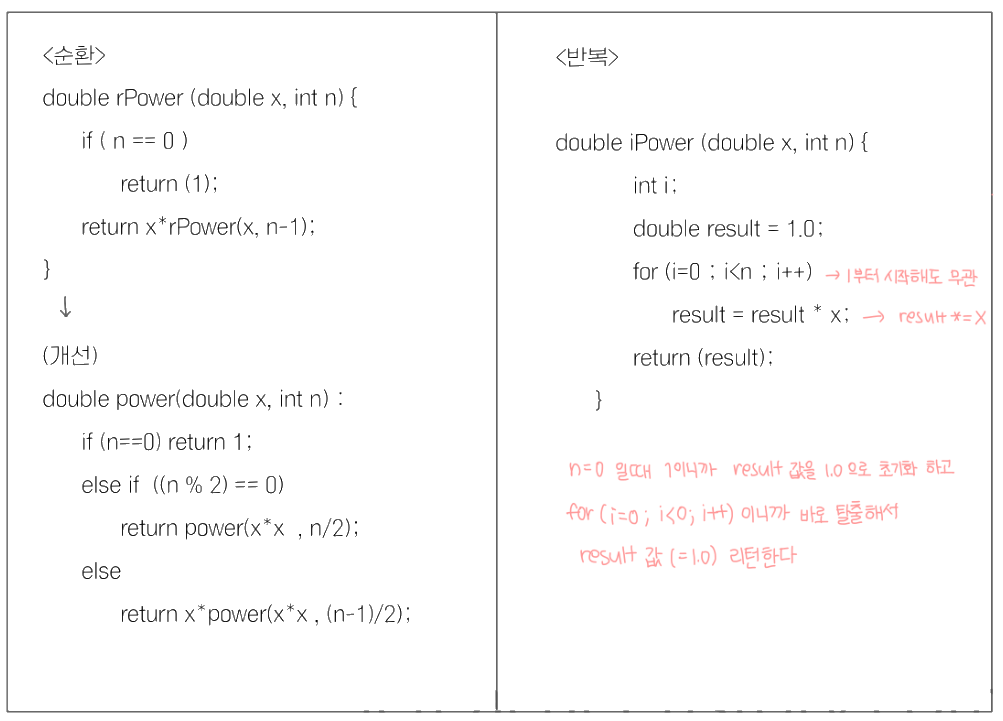 <순환>
double rPower (double x, int n) {
if ( n == 0 )
return (1);
return x*rPower(x, n-1);
}
↓
(개선)
double power(double x, int n) :
if (n==0) return 1;
else if ((n % 2) == 0)
return power(x*x , n/2);
else
return x*power(x*x , (n-1)/2);
<반복>
double iPower (double x, int n) {
int i;
double result = 1.0;
for (i=0 ; i<n ; i++) → 1부터 시작해도 무관
result = result * x; → result *= x
return (result);
}
n=0 일때 1이니까 result 값을 1.0 으로 초기화 하고
for (i=0; i<0; i++) 이니까 바로 탈출해서
result 값 (=1.0) 리턴한다